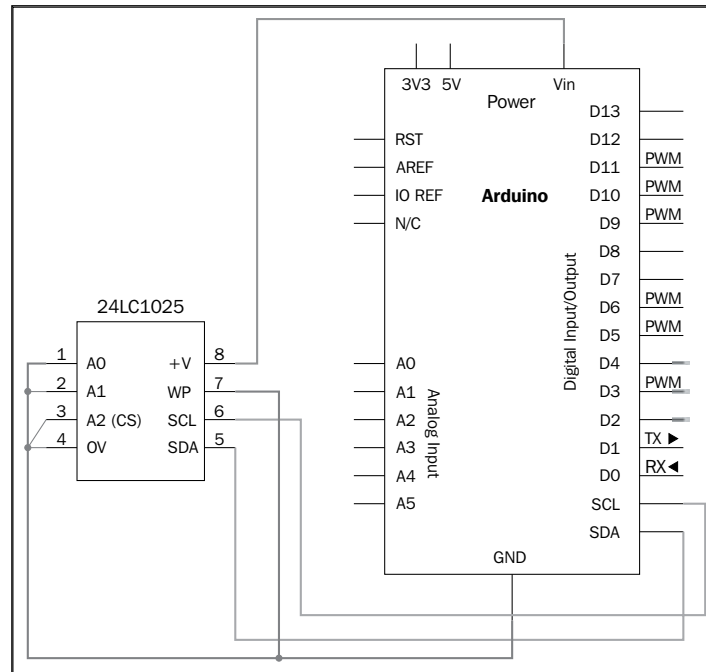 3V3 5V Vin
Power
D13
RST D12
AREF D11 PWM
IO REF Arduino D10 PWM
N/C D9 PWM
D8
D7
Digital Input/Output
24LC1025
D6 PWM
D5 PWM
1 A0 +V 8
2 A1 WP 7
3 A2 (CS) SCL 6
4 OV SDA 5
A0 D4
A1 D3 PWM
A2 D2
A3 D1 TX
A4 D0 RX
A5 SCL
Analog Input
SDA
GND